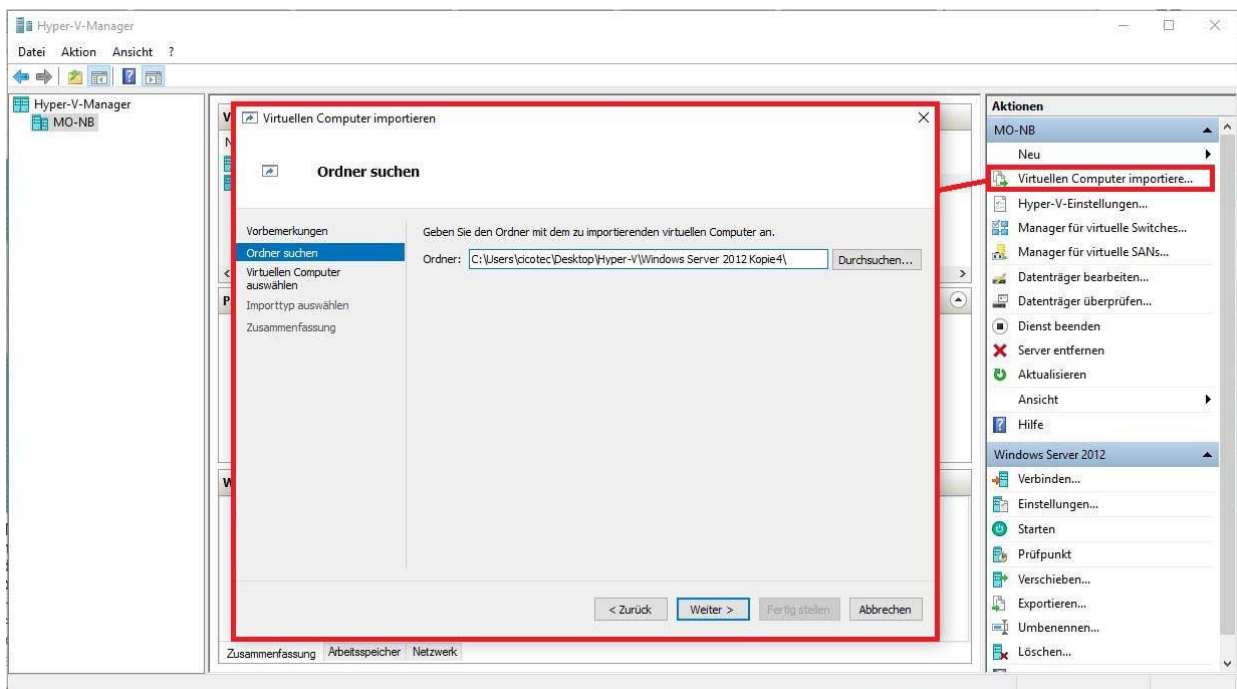 Hyper-V-Manager
Datei Aktion Ansicht ?
Hyper-V-Manager
MO-NB
Virtuellen Computer importieren
Ordner suchen
Vorbemerkungen
Ordner suchen
Virtuellen Computer
auswählen
Importtyp auswählen
Zusammenfassung
Geben Sie den Ordner mit dem zu importierenden virtuellen Computer an.
Ordner: C:\Users\cicotec\Desktop\Hyper-V\Windows Server 2012 Kopie4\ Durchsuchen...
< Zurück Weiter > Fertig stellen Abbrechen
Zusammenfassung Arbeitsspeicher Netzwerk
Aktionen
MO-NB
Neu
Virtuellen Computer importiere...
Hyper-V-Einstellungen...
Manager für virtuelle Switches...
Manager für virtuelle SANs...
Datenträger bearbeiten...
Datenträger überprüfen...
Dienst beenden
Server entfernen
Aktualisieren
Ansicht
Hilfe
Windows Server 2012
Verbinden...
Einstellungen...
Starten
Prüfpunkt
Verschieben...
Exportieren...
Umbenennen...
Löschen...